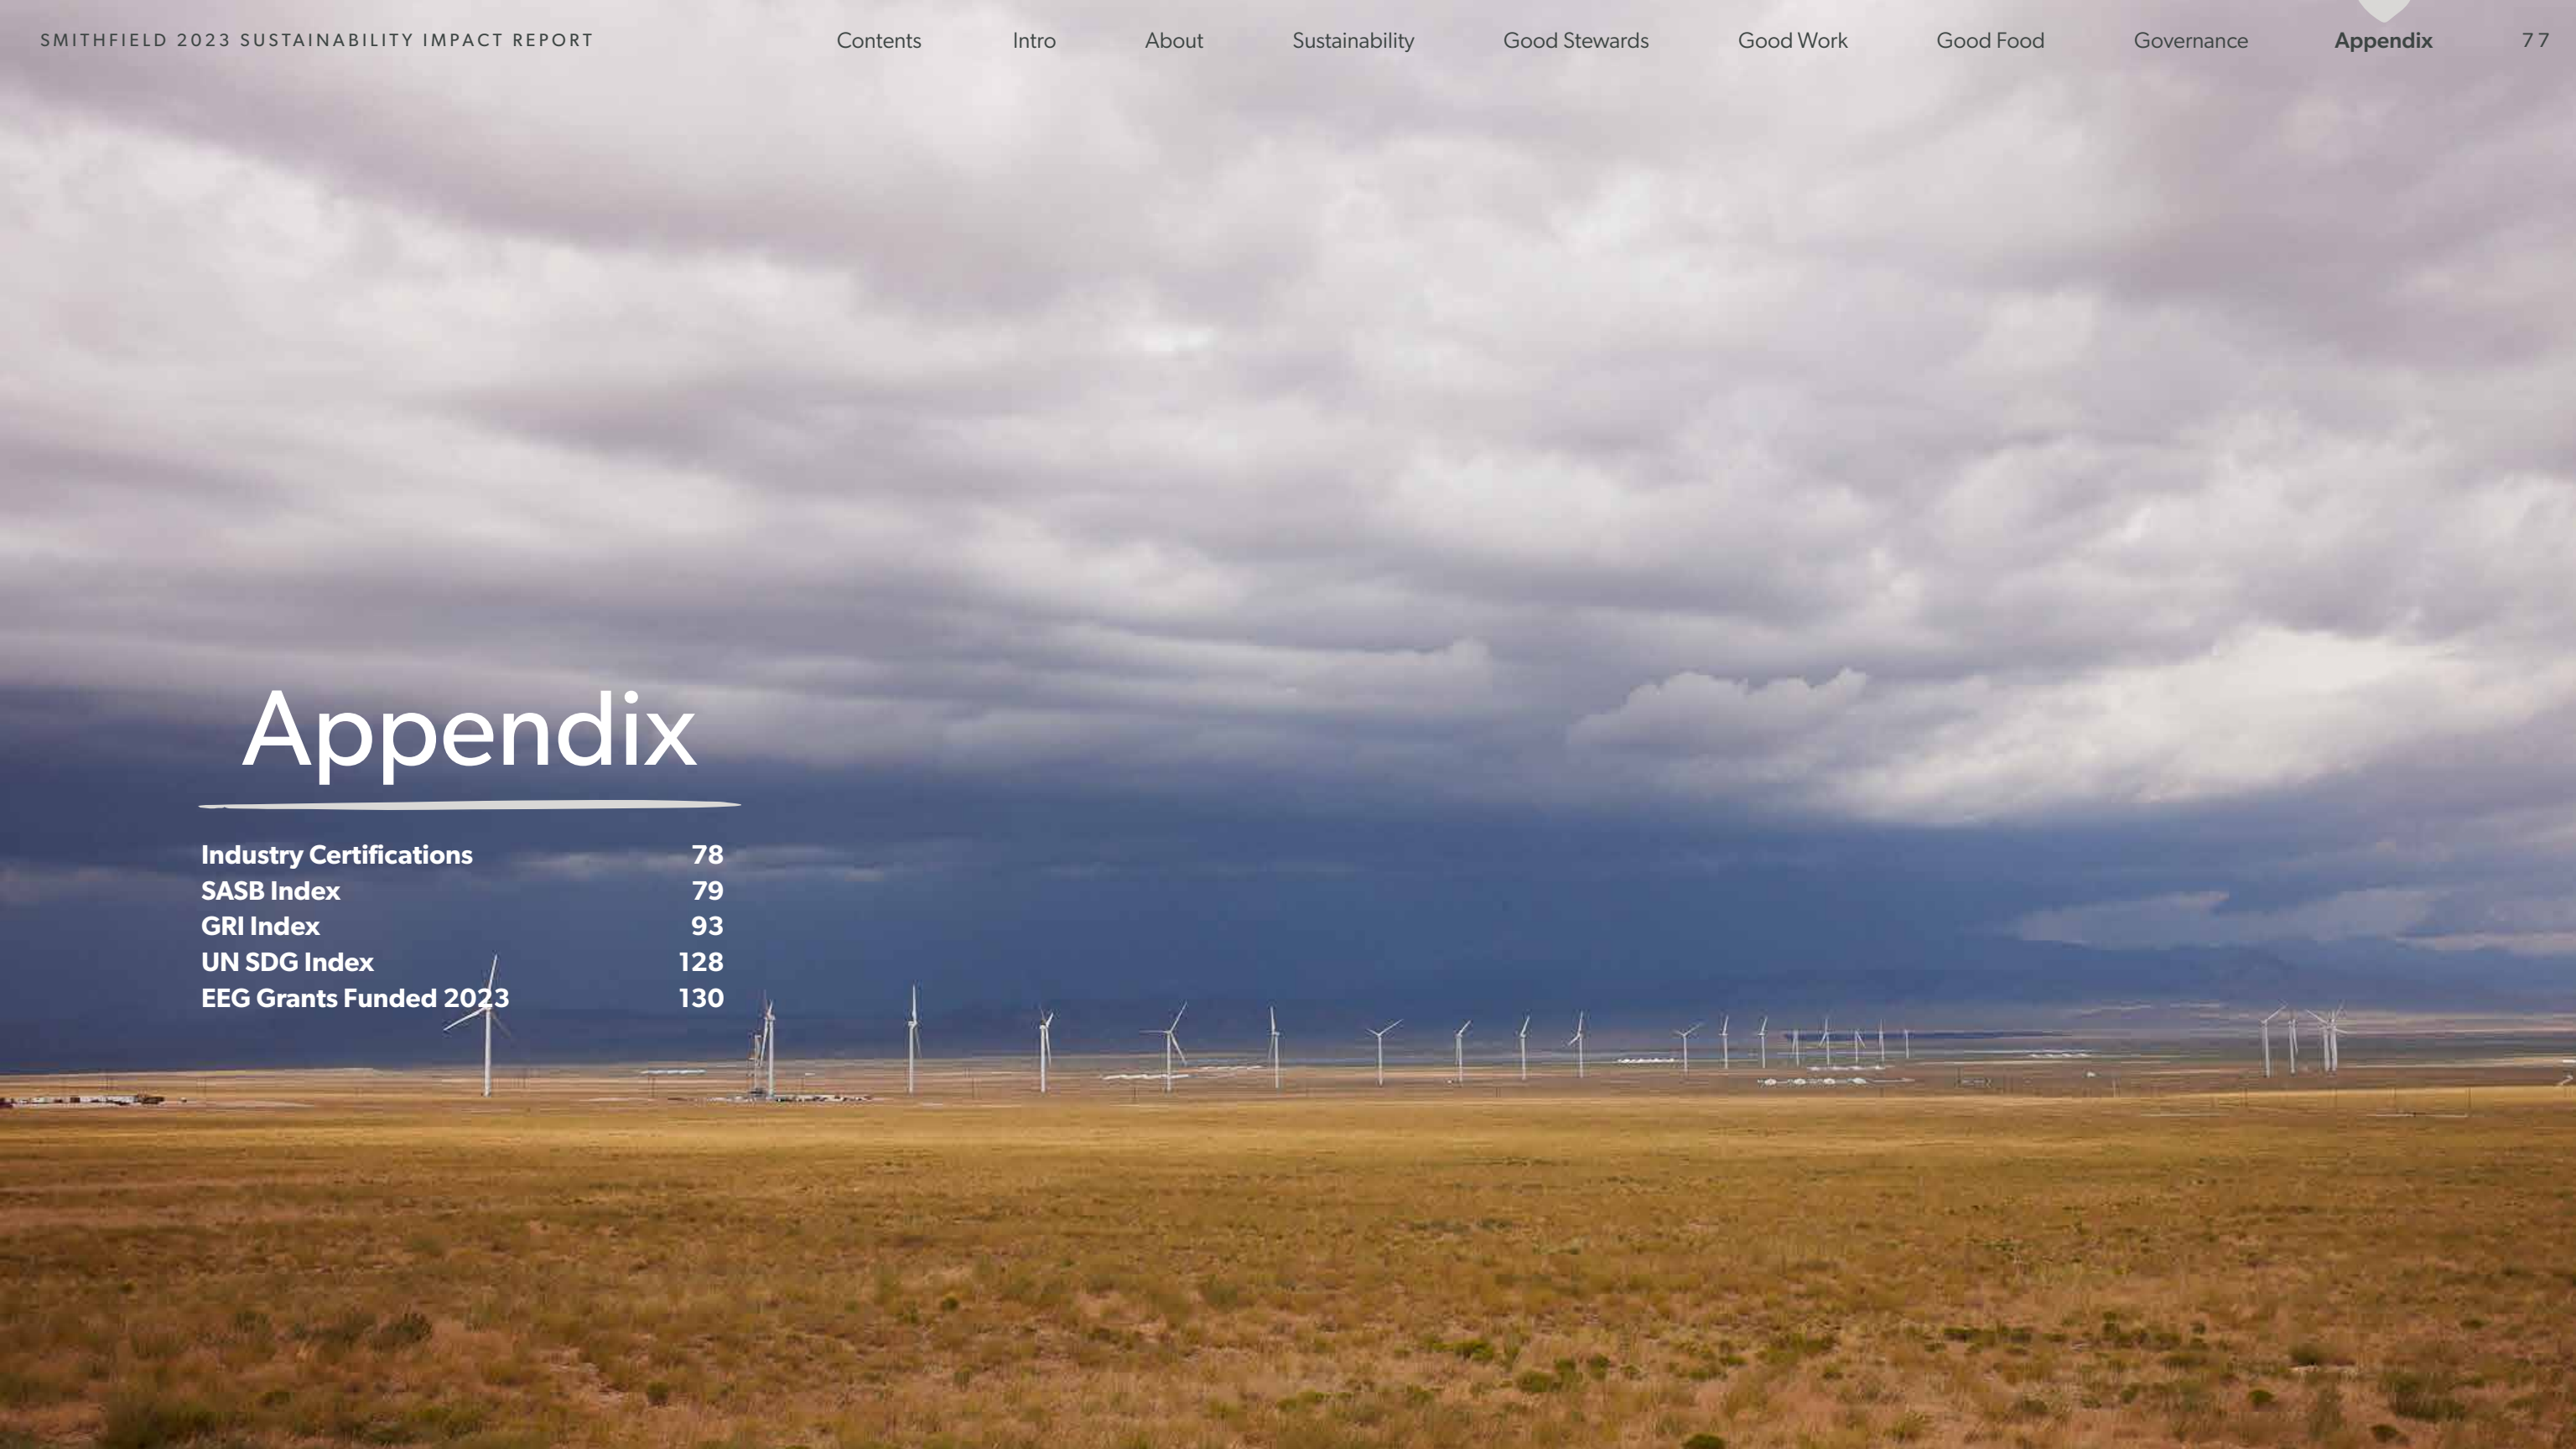 SMITHFIELD 2023 SUSTAINABILITY IMPACT REPORT
Contents Intro About Sustainability Good Stewards Good Work Good Food Governance Appendix 77
Appendix
Industry Certifications 78
SASB Index 79
GRI Index 93
UN SDG Index 128
EEG Grants Funded 2023 130